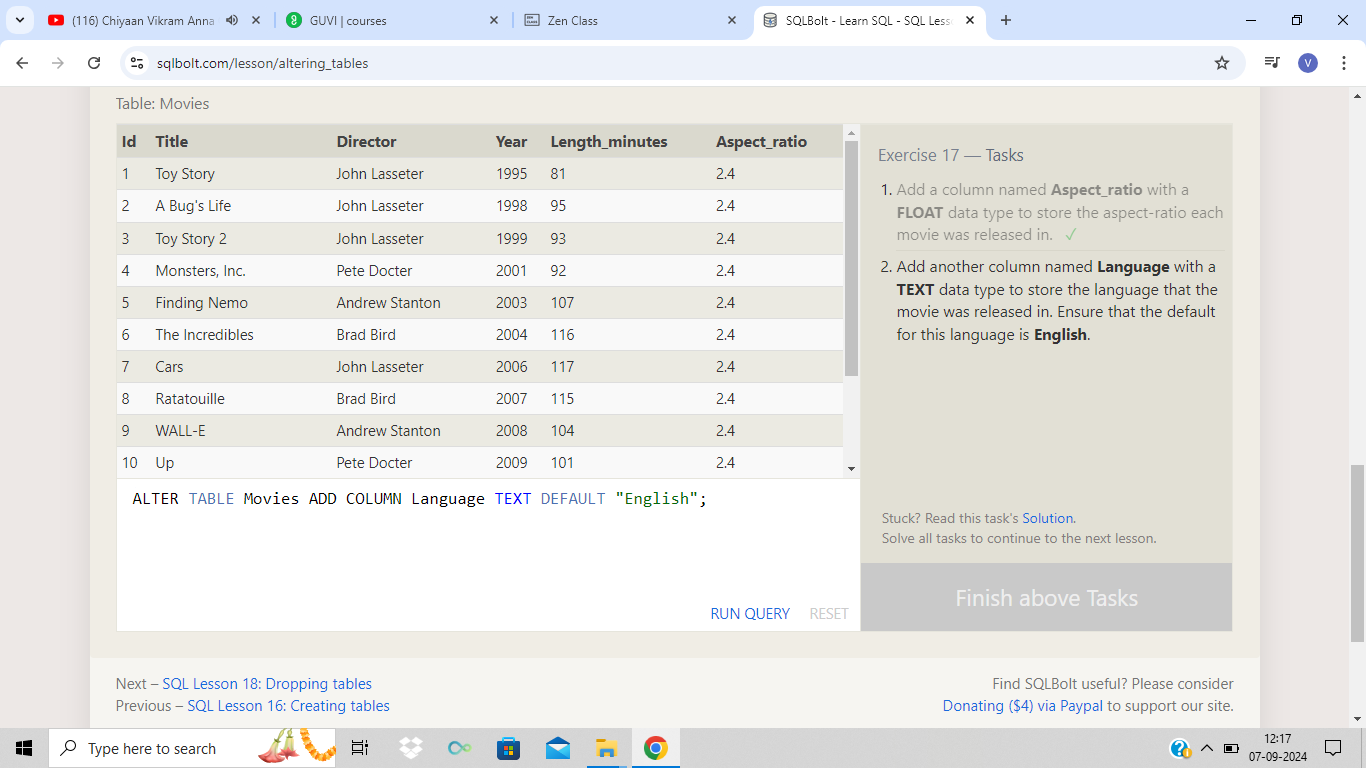 (116) Chiyaan Vikram Anna
GUVI | courses
Zen Class
SQLBolt - Learn SQL - SQL Less
sqlbolt.com/lesson/altering_tables
V
Table: Movies
Id Title Director Year Length_minutes Aspect_ratio
1 Toy Story John Lasseter 1995 81 2.4
2 A Bug's Life John Lasseter 1998 95 2.4
3 Toy Story 2 John Lasseter 1999 93 2.4
4 Monsters, Inc. Pete Docter 2001 92 2.4
5 Finding Nemo Andrew Stanton 2003 107 2.4
6 The Incredibles Brad Bird 2004 116 2.4
7 Cars John Lasseter 2006 117 2.4
8 Ratatouille Brad Bird 2007 115 2.4
9 WALL-E Andrew Stanton 2008 104 2.4
10 Up Pete Docter 2009 101 2.4
ALTER TABLE Movies ADD COLUMN Language TEXT DEFAULT "English";
RUN QUERY RESET
Exercise 17 — Tasks
1. Add a column named Aspect_ratio with a
FLOAT data type to store the aspect-ratio each
movie was released in. ✓
2. Add another column named Language with a
TEXT data type to store the language that the
movie was released in. Ensure that the default
for this language is English.
Stuck? Read this task's Solution.
Solve all tasks to continue to the next lesson.
Finish above Tasks
Next – SQL Lesson 18: Dropping tables
Previous – SQL Lesson 16: Creating tables
Find SQLBolt useful? Please consider
Donating ($4) via Paypal to support our site.
Type here to search
12:17
07-09-2024